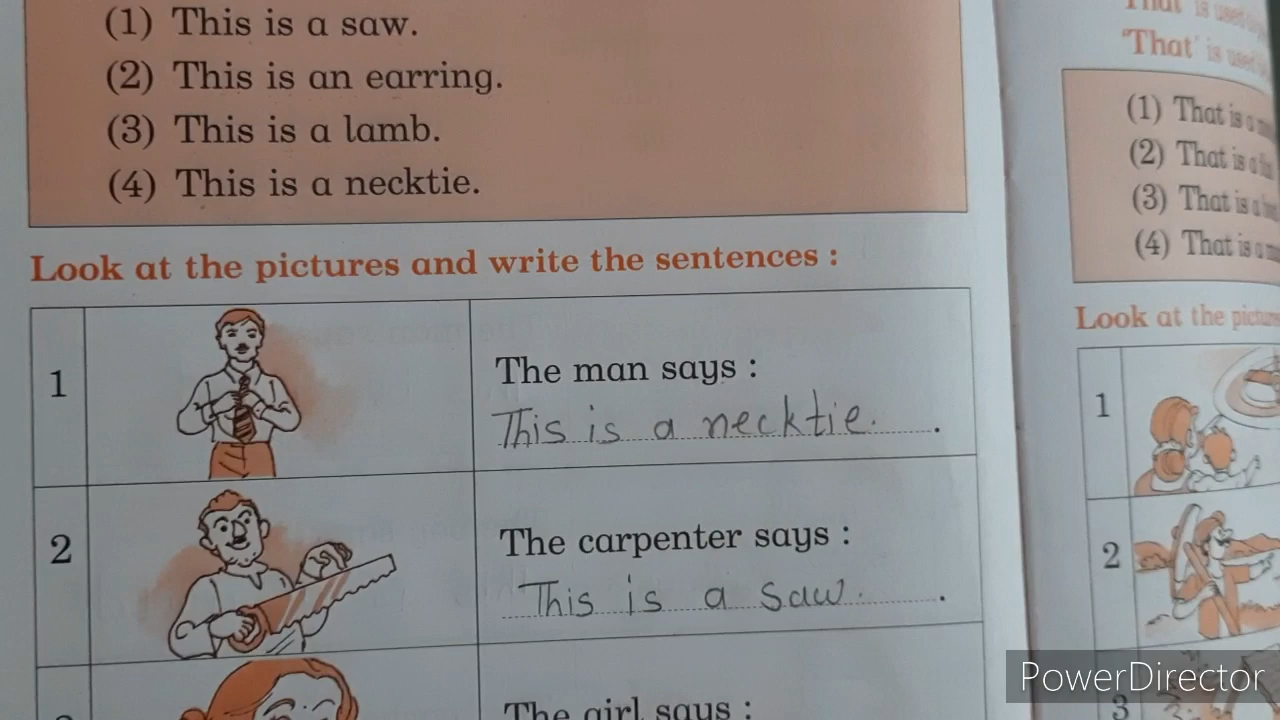 (1) This is a saw.
(2) This is an earring.
(3) This is a lamb.
(4) This is a necktie.
Look at the pictures and write the sentences :
1
The man says :
This is a necktie. .
2
The carpenter says :
This is a saw. .
The girl says :
'That' is used
(1) That is a
(2) That is a
(3) That is a
(4) That is a
Look at the
1
2
3
PowerDirector